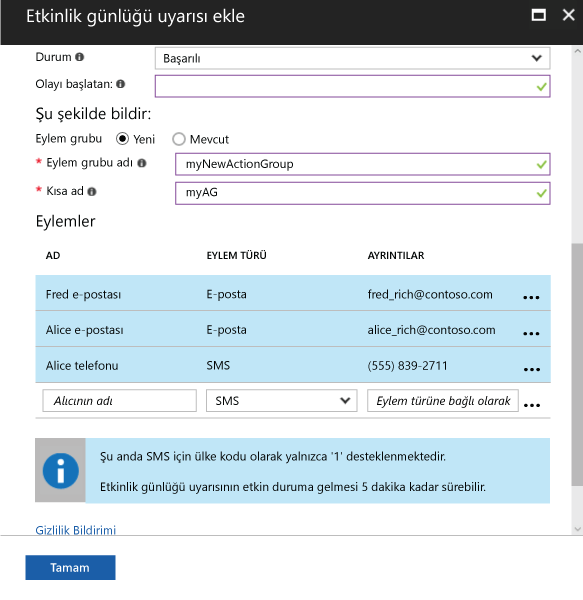 Etkinlik günlüğü uyarısı ekle
Durum Başarılı
Olayı başlatan:
Şu şekilde bildir:
Eylem grubu Yeni Mevcut
* Eylem grubu adı myNewActionGroup
* Kısa ad myAG
Eylemler
AD EYLEM TÜRÜ AYRINTILAR
Fred e-postası E-posta fred_rich@contoso.com ...
Alice e-postası E-posta alice_rich@contoso.com ...
Alice telefonu SMS (555) 839-2711 ...
Alıcının adı SMS Eylem türüne bağlı olarak ...
Şu anda SMS için ülke kodu olarak yalnızca '1' desteklenmektedir.
Etkinlik günlüğü uyarısının etkin duruma gelmesi 5 dakika kadar sürebilir.
Gizlilik Bildirimi
Tamam